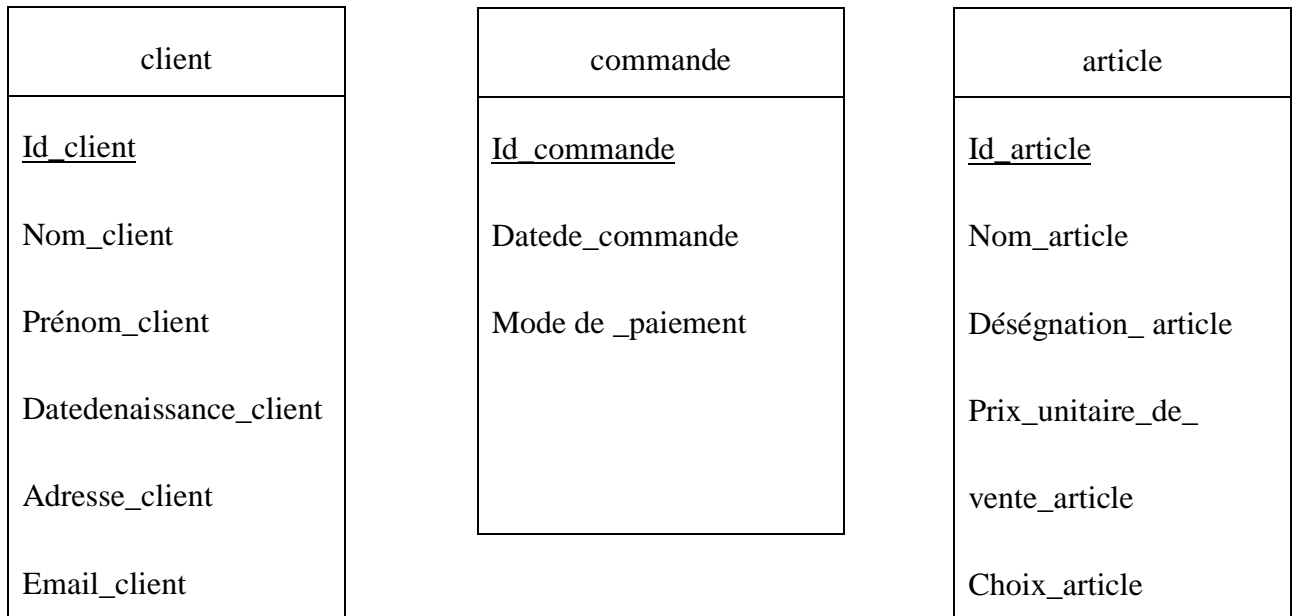 client
Id_client
Nom_client
Prénom_client
Datedenaissance_client
Adresse_client
Email_client
commande
Id_commande
Datede_commande
Mode de _paiement
article
Id_article
Nom_article
Déségnation_ article
Prix_unitaire_de_
vente_article
Choix_article